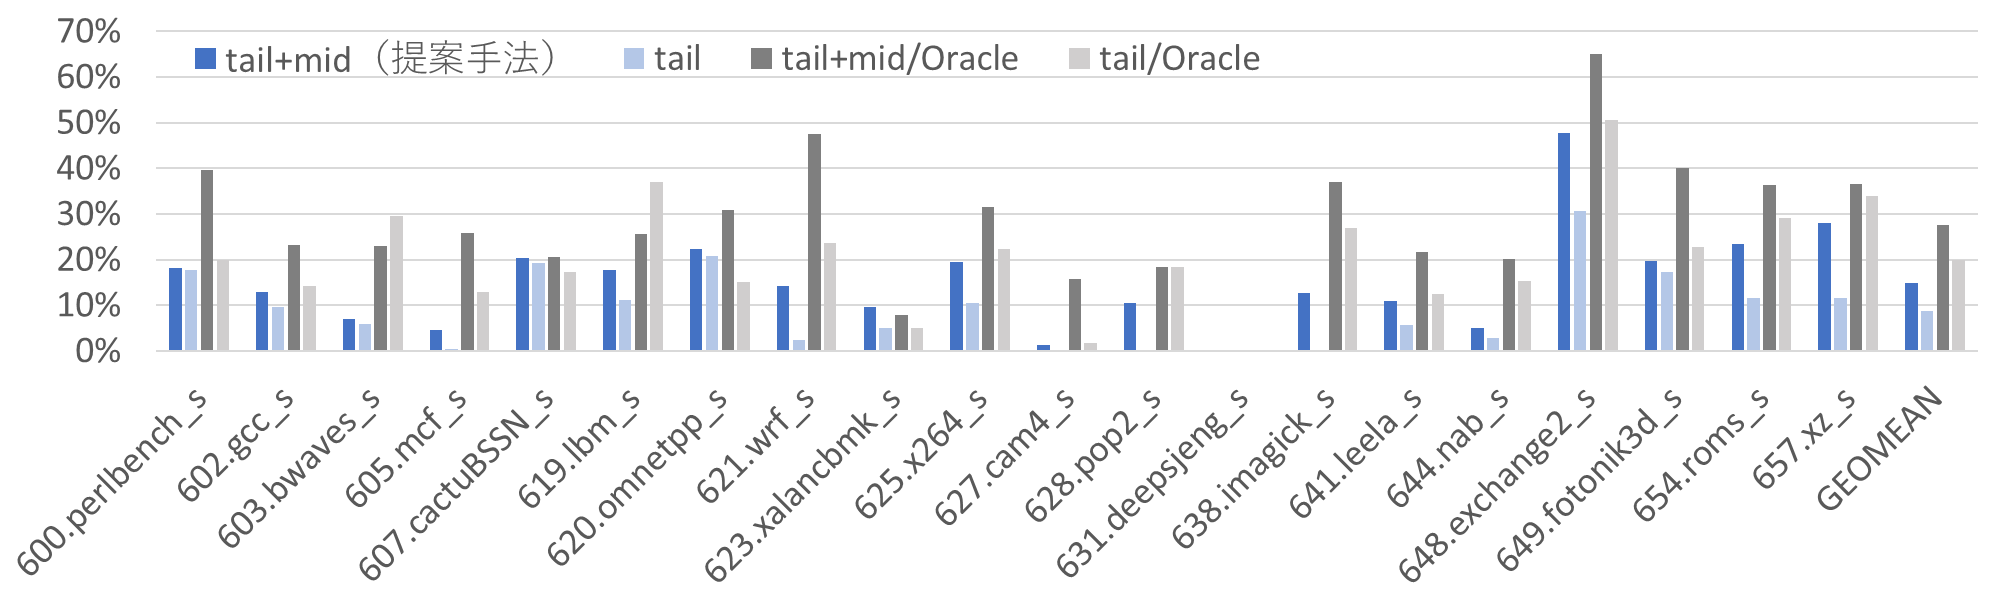 70%
tail+mid（提案手法） tail tail+mid/Oracle tail/Oracle
60%
50%
40%
30%
20%
10%
0%
600.perlbench_s
602.gcc_s
603.bwaves_s
605.mcf_s
607.cactuBSSN_s
619.lbm_s
620.omnetpp_s
621.wrf_s
623.xalancbmk_s
625.x264_s
627.cam4_s
628.pop2_s
631.deepsjeng_s
638.imagick_s
641.leela_s
644.nab_s
648.exchange2_s
649.fotonik3d_s
654.roms_s
657.xz_s
GEOMEAN